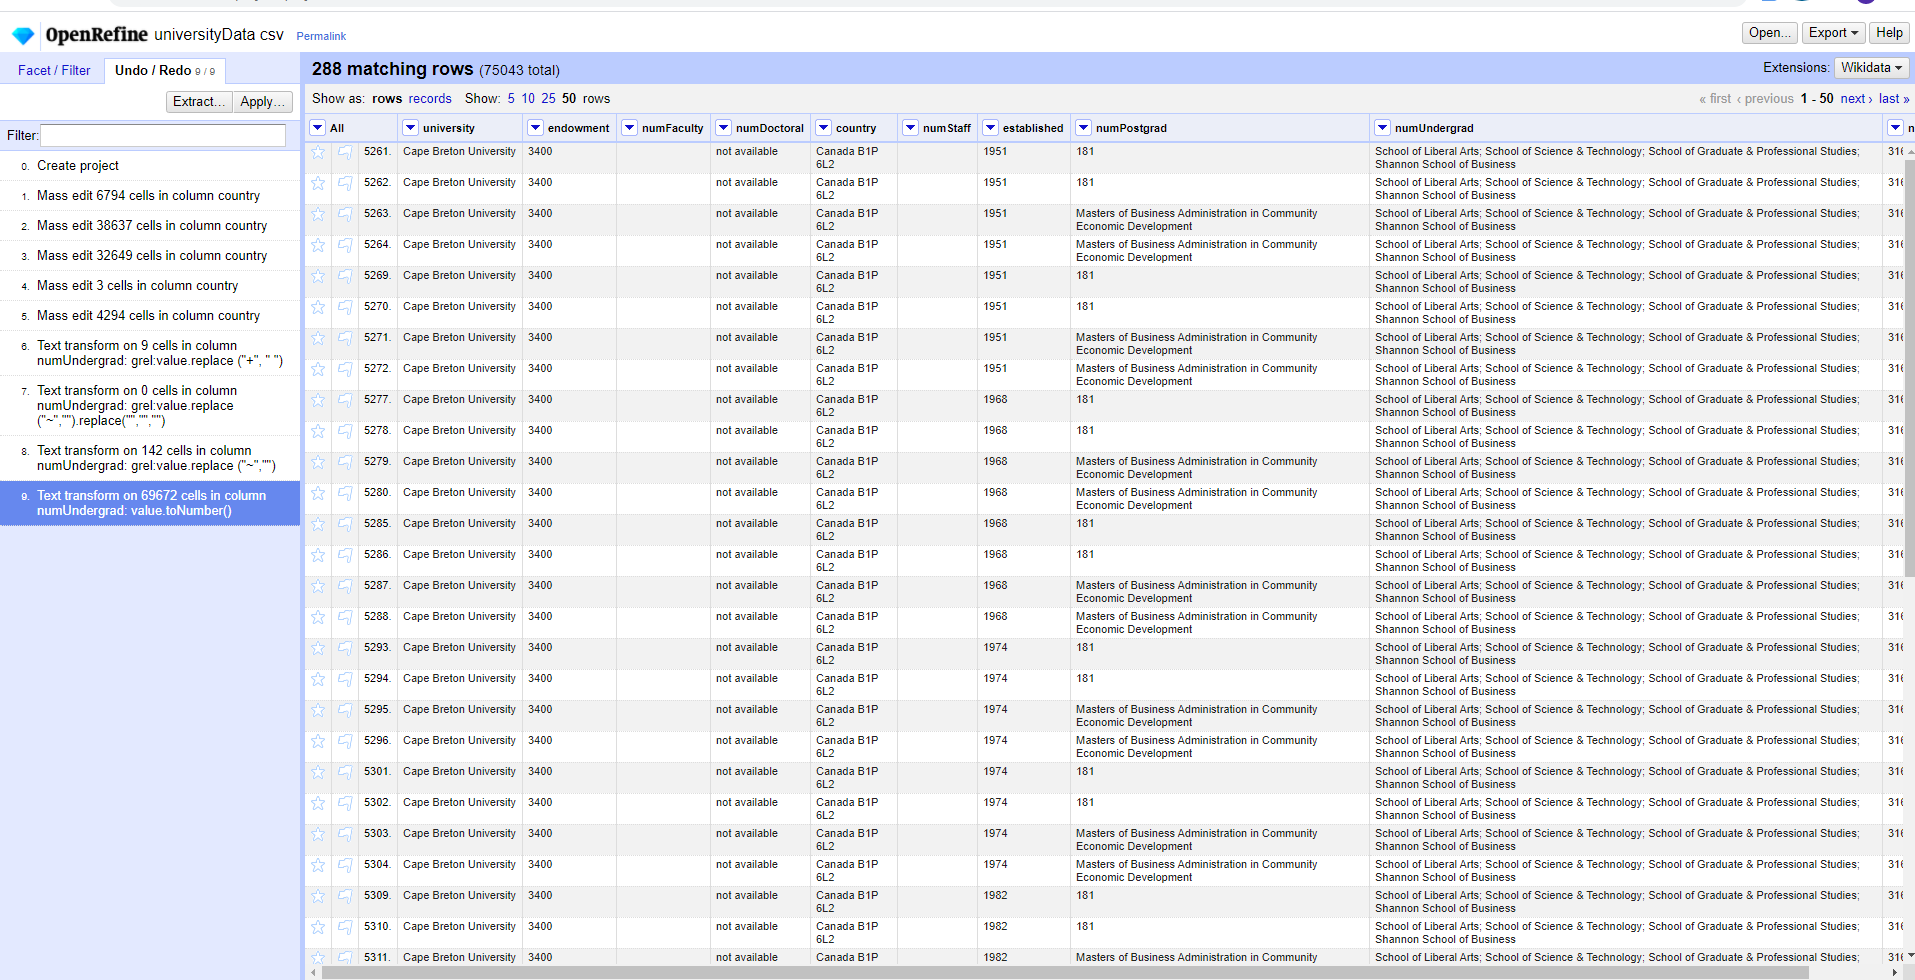 OpenRefine universityData csv Permalink
Open... Export Help
Facet / Filter Undo / Redo 9 / 9
Extract... Apply...
Filter:
0. Create project
1. Mass edit 6794 cells in column country
2. Mass edit 38637 cells in column country
3. Mass edit 32649 cells in column country
4. Mass edit 3 cells in column country
5. Mass edit 4294 cells in column country
6. Text transform on 9 cells in column
numUndergrad: grel:value.replace ("+", " ")
7. Text transform on 0 cells in column
numUndergrad: grel:value.replace
("~","").replace("","","")
8. Text transform on 142 cells in column
numUndergrad: grel:value.replace ("~","")
9. Text transform on 69672 cells in column
numUndergrad: value.toNumber()
288 matching rows (75043 total)
Extensions: Wikidata
Show as: rows records Show: 5 10 25 50 rows
« first ‹ previous 1 - 50 next › last »
All university endowment numFaculty numDoctoral country numStaff established numPostgrad numUndergrad n
5261. Cape Breton University 3400 not available Canada B1P 1951 181 School of Liberal Arts; School of Science & Technology; School of Graduate & Professional Studies; 316
6L2 Shannon School of Business
5262. Cape Breton University 3400 not available Canada B1P 1951 181 School of Liberal Arts; School of Science & Technology; School of Graduate & Professional Studies; 316
6L2 Shannon School of Business
5263. Cape Breton University 3400 not available Canada B1P 1951 Masters of Business Administration in Community School of Liberal Arts; School of Science & Technology; School of Graduate & Professional Studies; 316
6L2 Economic Development Shannon School of Business
5264. Cape Breton University 3400 not available Canada B1P 1951 Masters of Business Administration in Community School of Liberal Arts; School of Science & Technology; School of Graduate & Professional Studies; 316
6L2 Economic Development Shannon School of Business
5269. Cape Breton University 3400 not available Canada B1P 1951 181 School of Liberal Arts; School of Science & Technology; School of Graduate & Professional Studies; 316
6L2 Shannon School of Business
5270. Cape Breton University 3400 not available Canada B1P 1951 181 School of Liberal Arts; School of Science & Technology; School of Graduate & Professional Studies; 316
6L2 Shannon School of Business
5271. Cape Breton University 3400 not available Canada B1P 1951 Masters of Business Administration in Community School of Liberal Arts; School of Science & Technology; School of Graduate & Professional Studies; 316
6L2 Economic Development Shannon School of Business
5272. Cape Breton University 3400 not available Canada B1P 1951 Masters of Business Administration in Community School of Liberal Arts; School of Science & Technology; School of Graduate & Professional Studies; 316
6L2 Economic Development Shannon School of Business
5277. Cape Breton University 3400 not available Canada B1P 1968 181 School of Liberal Arts; School of Science & Technology; School of Graduate & Professional Studies; 316
6L2 Shannon School of Business
5278. Cape Breton University 3400 not available Canada B1P 1968 181 School of Liberal Arts; School of Science & Technology; School of Graduate & Professional Studies; 316
6L2 Shannon School of Business
5279. Cape Breton University 3400 not available Canada B1P 1968 Masters of Business Administration in Community School of Liberal Arts; School of Science & Technology; School of Graduate & Professional Studies; 316
6L2 Economic Development Shannon School of Business
5280. Cape Breton University 3400 not available Canada B1P 1968 Masters of Business Administration in Community School of Liberal Arts; School of Science & Technology; School of Graduate & Professional Studies; 316
6L2 Economic Development Shannon School of Business
5285. Cape Breton University 3400 not available Canada B1P 1968 181 School of Liberal Arts; School of Science & Technology; School of Graduate & Professional Studies; 316
6L2 Shannon School of Business
5286. Cape Breton University 3400 not available Canada B1P 1968 181 School of Liberal Arts; School of Science & Technology; School of Graduate & Professional Studies; 316
6L2 Shannon School of Business
5287. Cape Breton University 3400 not available Canada B1P 1968 Masters of Business Administration in Community School of Liberal Arts; School of Science & Technology; School of Graduate & Professional Studies; 316
6L2 Economic Development Shannon School of Business
5288. Cape Breton University 3400 not available Canada B1P 1968 Masters of Business Administration in Community School of Liberal Arts; School of Science & Technology; School of Graduate & Professional Studies; 316
6L2 Economic Development Shannon School of Business
5293. Cape Breton University 3400 not available Canada B1P 1974 181 School of Liberal Arts; School of Science & Technology; School of Graduate & Professional Studies; 316
6L2 Shannon School of Business
5294. Cape Breton University 3400 not available Canada B1P 1974 181 School of Liberal Arts; School of Science & Technology; School of Graduate & Professional Studies; 316
6L2 Shannon School of Business
5295. Cape Breton University 3400 not available Canada B1P 1974 Masters of Business Administration in Community School of Liberal Arts; School of Science & Technology; School of Graduate & Professional Studies; 316
6L2 Economic Development Shannon School of Business
5296. Cape Breton University 3400 not available Canada B1P 1974 Masters of Business Administration in Community School of Liberal Arts; School of Science & Technology; School of Graduate & Professional Studies; 316
6L2 Economic Development Shannon School of Business
5301. Cape Breton University 3400 not available Canada B1P 1974 181 School of Liberal Arts; School of Science & Technology; School of Graduate & Professional Studies; 316
6L2 Shannon School of Business
5302. Cape Breton University 3400 not available Canada B1P 1974 181 School of Liberal Arts; School of Science & Technology; School of Graduate & Professional Studies; 316
6L2 Shannon School of Business
5303. Cape Breton University 3400 not available Canada B1P 1974 Masters of Business Administration in Community School of Liberal Arts; School of Science & Technology; School of Graduate & Professional Studies; 316
6L2 Economic Development Shannon School of Business
5304. Cape Breton University 3400 not available Canada B1P 1974 Masters of Business Administration in Community School of Liberal Arts; School of Science & Technology; School of Graduate & Professional Studies; 316
6L2 Economic Development Shannon School of Business
5309. Cape Breton University 3400 not available Canada B1P 1982 181 School of Liberal Arts; School of Science & Technology; School of Graduate & Professional Studies; 316
6L2 Shannon School of Business
5310. Cape Breton University 3400 not available Canada B1P 1982 181 School of Liberal Arts; School of Science & Technology; School of Graduate & Professional Studies; 316
6L2 Shannon School of Business
5311. Cape Breton University 3400 not available Canada B1P 1982 Masters of Business Administration in Community School of Liberal Arts; School of Science & Technology; School of Graduate & Professional Studies; 316